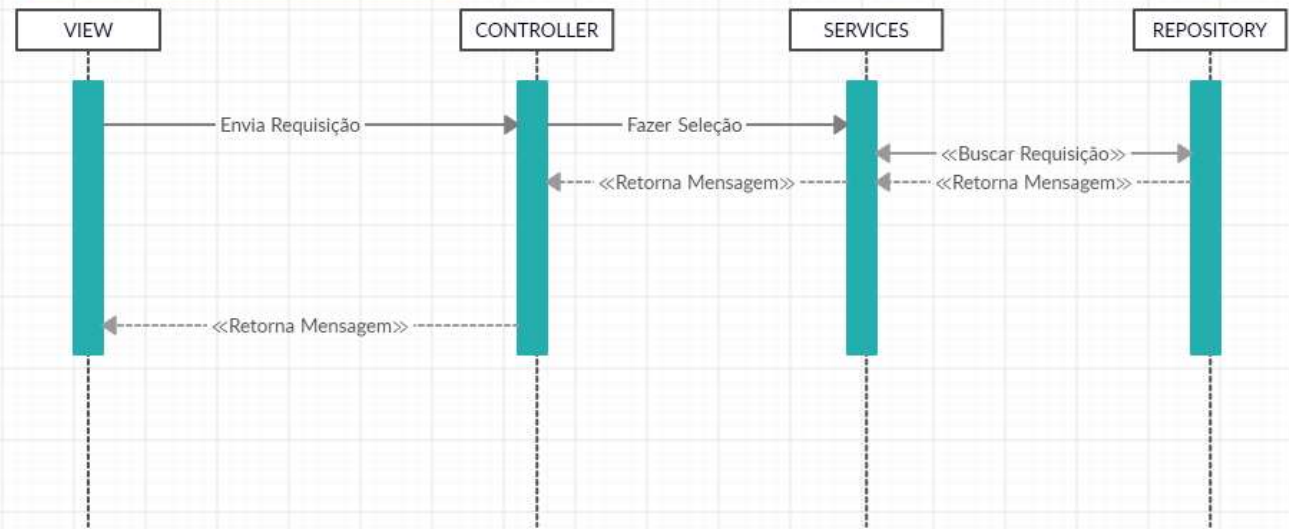 VIEW
CONTROLLER
SERVICES
REPOSITORY
Envia Requisição
Fazer Seleção
«Buscar Requisição»
«Retorna Mensagem»
«Retorna Mensagem»
«Retorna Mensagem»